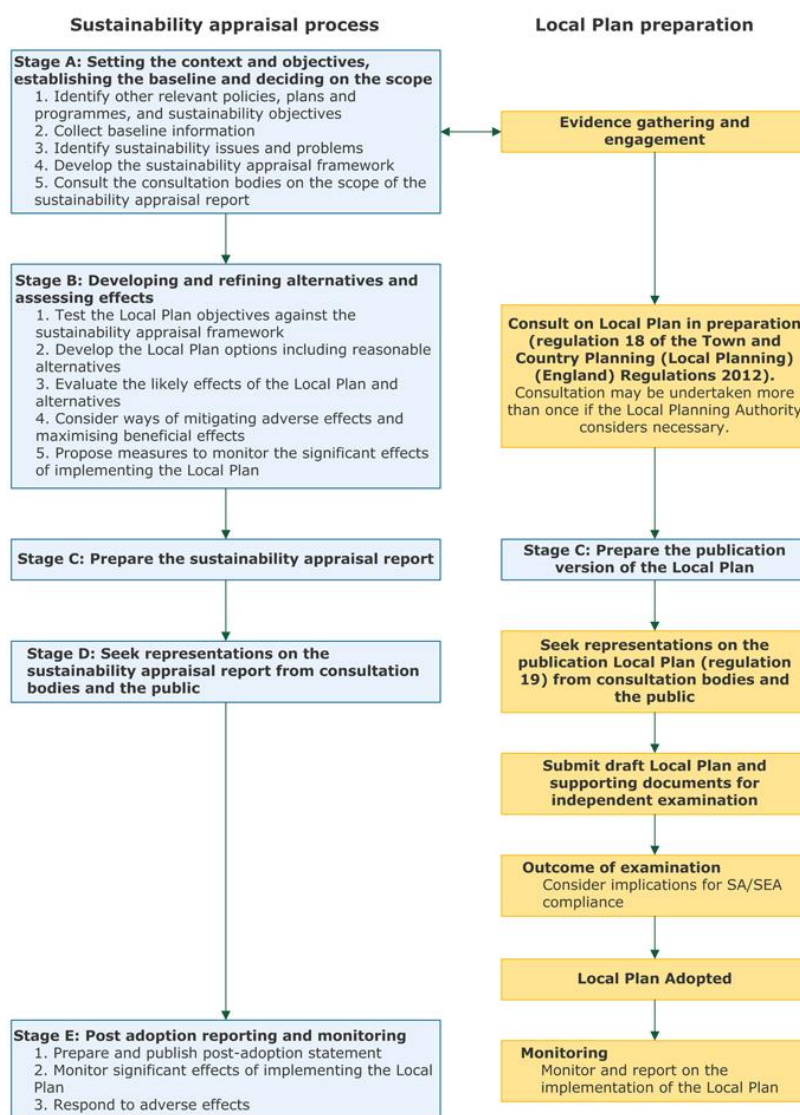 Sustainability appraisal process
Local Plan preparation
Stage A: Setting the context and objectives,
establishing the baseline and deciding on the scope
1. Identify other relevant policies, plans and
programmes, and sustainability objectives
2. Collect baseline information
3. Identify sustainability issues and problems
4. Develop the sustainability appraisal framework
5. Consult the consultation bodies on the scope of the
sustainability appraisal report
Evidence gathering and
engagement
Stage B: Developing and refining alternatives and
assessing effects
1. Test the Local Plan objectives against the
sustainability appraisal framework
2. Develop the Local Plan options including reasonable
alternatives
3. Evaluate the likely effects of the Local Plan and
alternatives
4. Consider ways of mitigating adverse effects and
maximising beneficial effects
5. Propose measures to monitor the significant effects
of implementing the Local Plan
Consult on Local Plan in preparation
(regulation 18 of the Town and
Country Planning (Local Planning)
(England) Regulations 2012).
Consultation may be undertaken more
than once if the Local Planning Authority
considers necessary.
Stage C: Prepare the sustainability appraisal report
Stage C: Prepare the publication
version of the Local Plan
Stage D: Seek representations on the
sustainability appraisal report from consultation
bodies and the public
Seek representations on the
publication Local Plan (regulation
19) from consultation bodies and
the public
Submit draft Local Plan and
supporting documents for
independent examination
Outcome of examination
Consider implications for SA/SEA
compliance
Local Plan Adopted
Stage E: Post adoption reporting and monitoring
1. Prepare and publish post-adoption statement
2. Monitor significant effects of implementing the Local
Plan
3. Respond to adverse effects
Monitoring
Monitor and report on the
implementation of the Local Plan